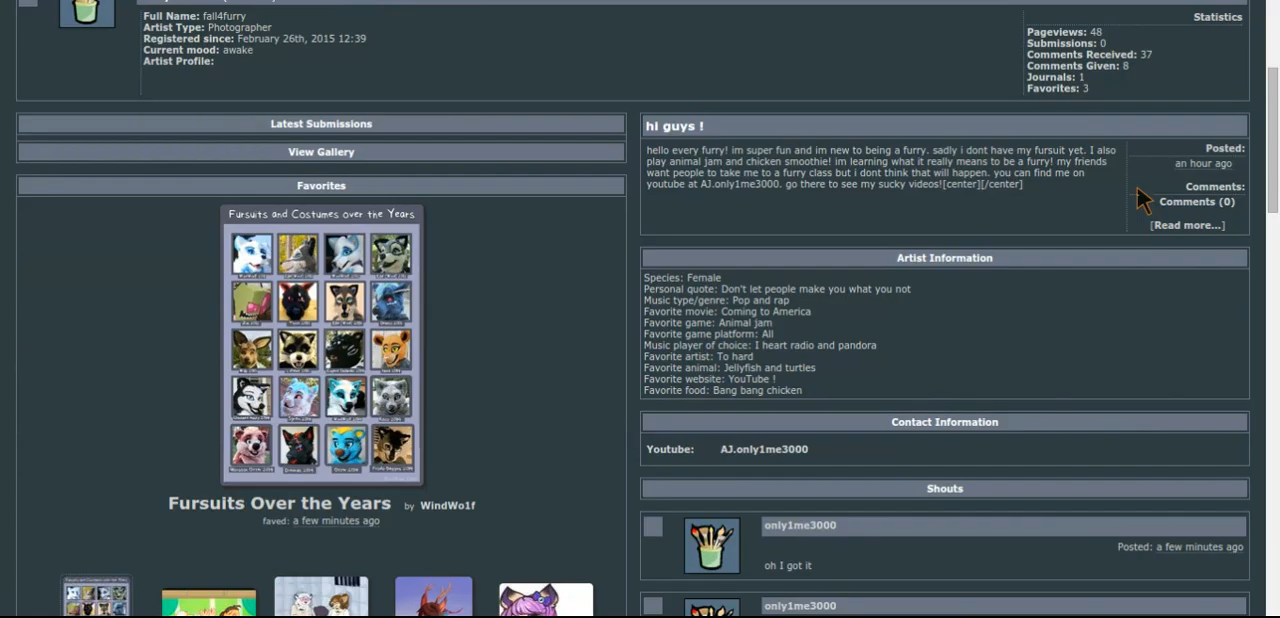 Full Name: fall4furry
Artist Type: Photographer
Registered since: February 26th, 2015 12:39
Current mood: awake
Artist Profile:
Statistics
Pageviews: 48
Submissions: 0
Comments Received: 37
Comments Given: 8
Journals: 1
Favorites: 3
Latest Submissions
View Gallery
Favorites
Fursuits and Costumes over the Years
Fursuits Over the Years by WindWo1f
faved: a few minutes ago
hi guys !
hello every furry! im super fun and im new to being a furry. sadly i dont have my fursuit yet. I also
play animal jam and chicken smoothie! im learning what it really means to be a furry! my friends
want people to take me to a furry class but i dont think that will happen. you can find me on
youtube at AJ.only1me3000. go there to see my sucky videos![center][/center]
Posted:
an hour ago
Comments:
Comments (0)
[Read more...]
Artist Information
Species: Female
Personal quote: Don't let people make you what you not
Music type/genre: Pop and rap
Favorite movie: Coming to America
Favorite game: Animal jam
Favorite game platform: All
Music player of choice: I heart radio and pandora
Favorite artist: To hard
Favorite animal: Jellyfish and turtles
Favorite website: YouTube !
Favorite food: Bang bang chicken
Contact Information
Youtube: AJ.only1me3000
Shouts
only1me3000
Posted: a few minutes ago
oh I got it
only1me3000